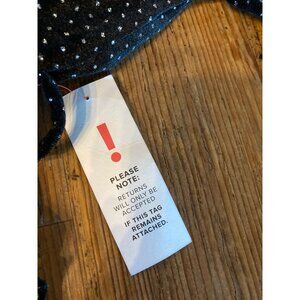 !
PLEASE
NOTE:
RETURNS
WILL ONLY BE
ACCEPTED
IF THIS TAG
REMAINS
ATTACHED.